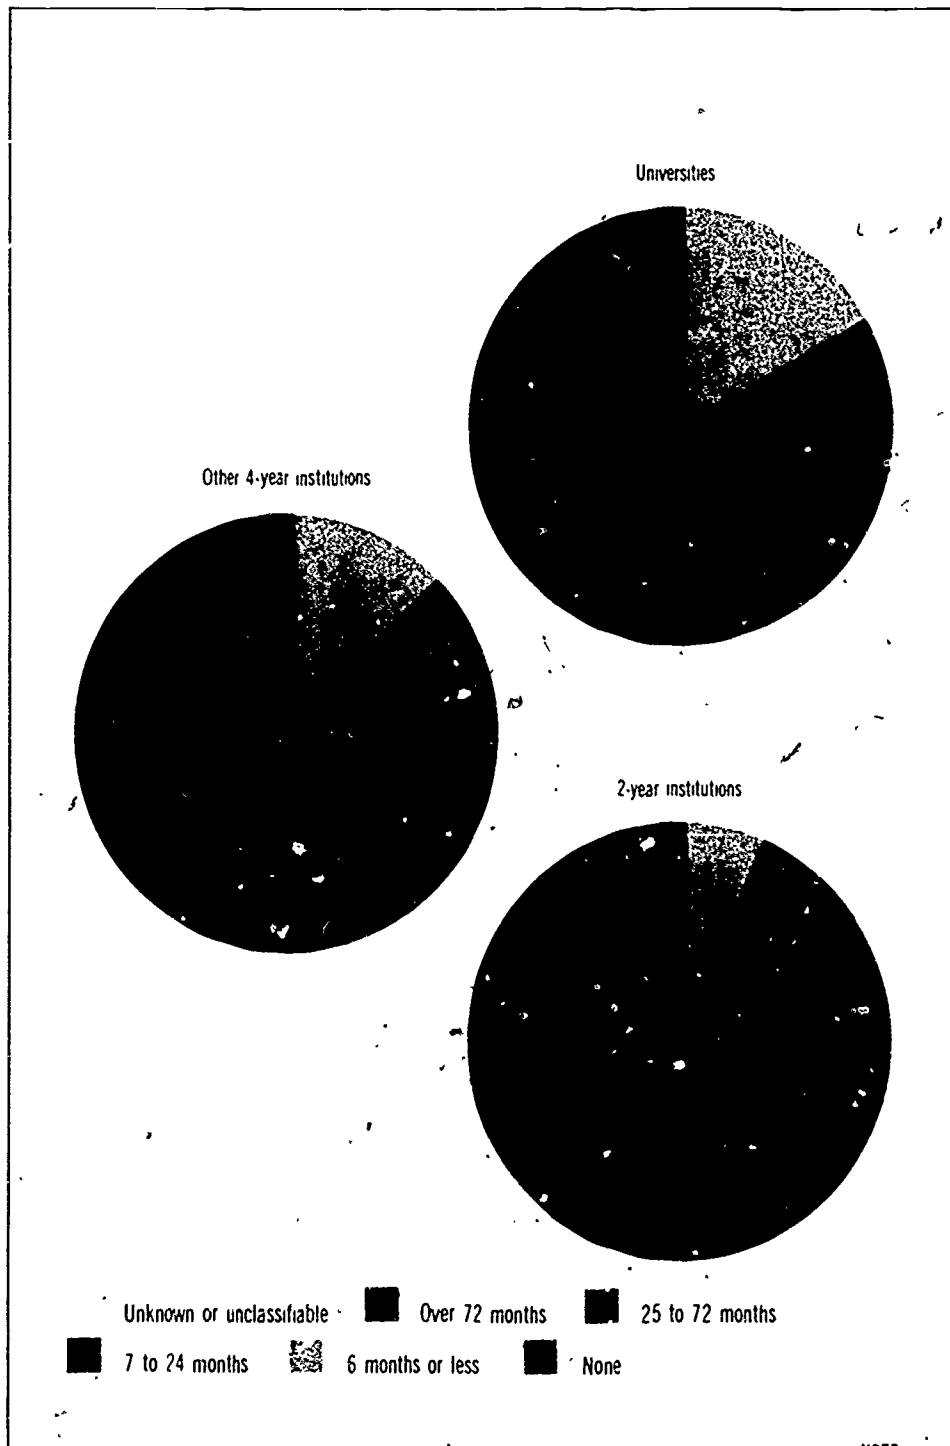 Universities
Other 4-year institutions
2-year institutions
Unknown or unclassifiable
Over 72 months
25 to 72 months
7 to 24 months
6 months or less
None